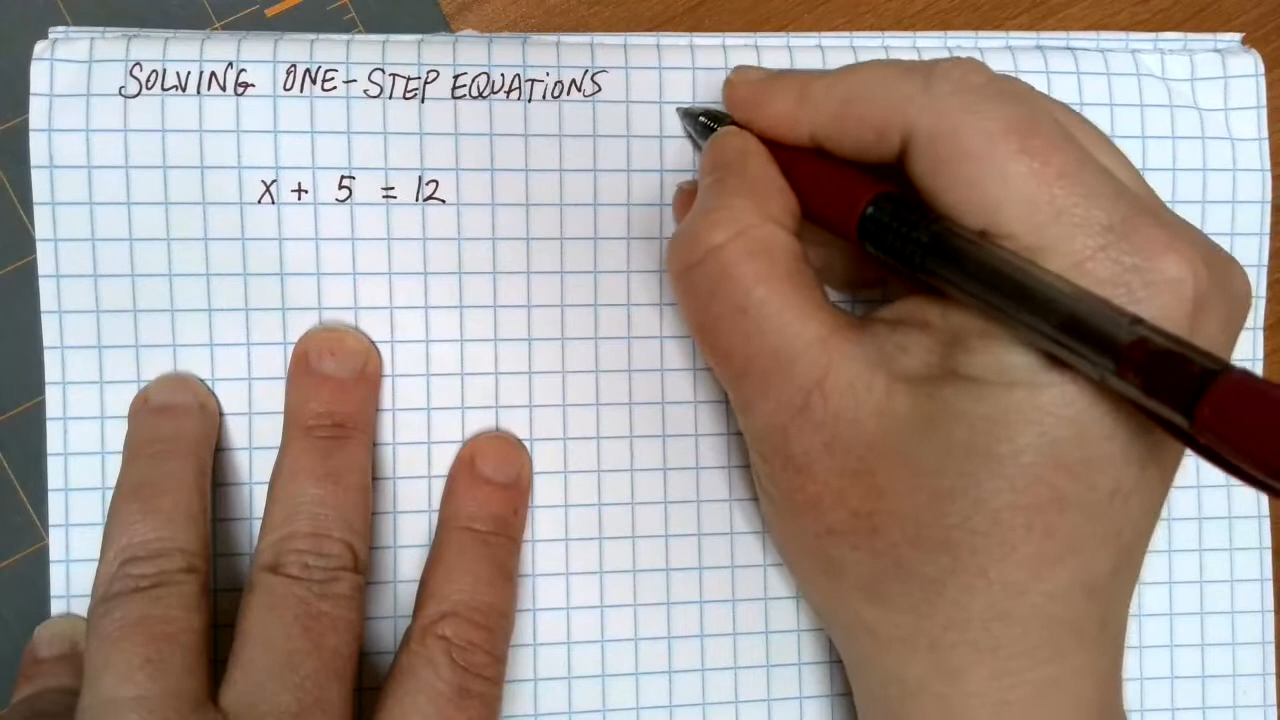 SOLVING ONE-STEP EQUATIONS
x + 5 = 12